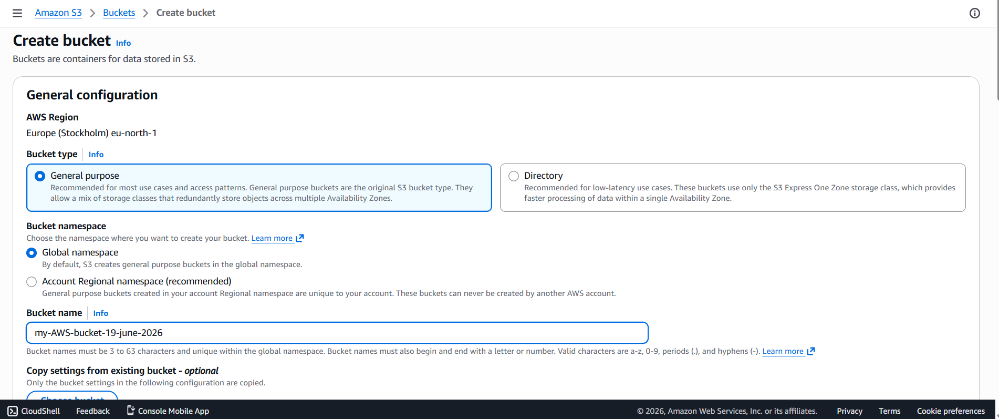 Amazon S3 > Buckets > Create bucket
Create bucket Info
Buckets are containers for data stored in S3.
General configuration
AWS Region
Europe (Stockholm) eu-north-1
Bucket type Info
General purpose
Recommended for most use cases and access patterns. General purpose buckets are the original S3 bucket type. They
allow a mix of storage classes that redundantly store objects across multiple Availability Zones.
Directory
Recommended for low-latency use cases. These buckets use only the S3 Express One Zone storage class, which provides
faster processing of data within a single Availability Zone.
Bucket namespace
Choose the namespace where you want to create your bucket. Learn more
Global namespace
By default, S3 creates general purpose buckets in the global namespace.
Account Regional namespace (recommended)
General purpose buckets created in your account Regional namespace are unique to your account. These buckets can never be created by another AWS account.
Bucket name Info
my-AWS-bucket-19-june-2026
Bucket names must be 3 to 63 characters and unique within the global namespace. Bucket names must also begin and end with a letter or number. Valid characters are a-z, 0-9, periods (.), and hyphens (-). Learn more
Copy settings from existing bucket - optional
Only the bucket settings in the following configuration are copied.
Choose bucket
CloudShell Feedback Console Mobile App © 2026, Amazon Web Services, Inc. or its affiliates. Privacy Terms Cookie preferences